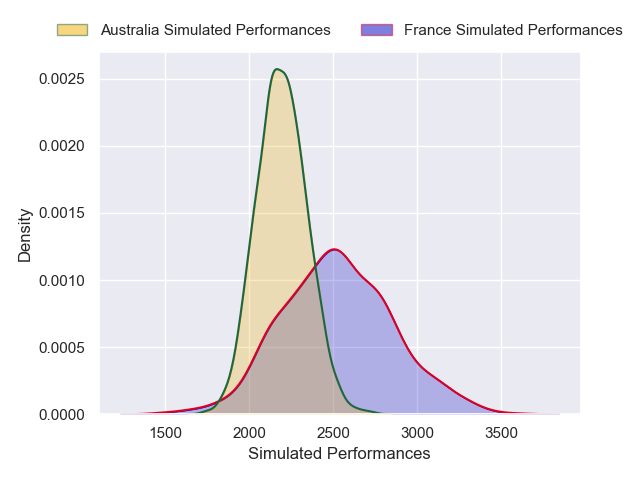 Australia Simulated Performances France Simulated Performances
0.0025
0.0020
0.0015
0.0010
0.0005
0.0000
Density
1500 2000 2500 3000 3500
Simulated Performances